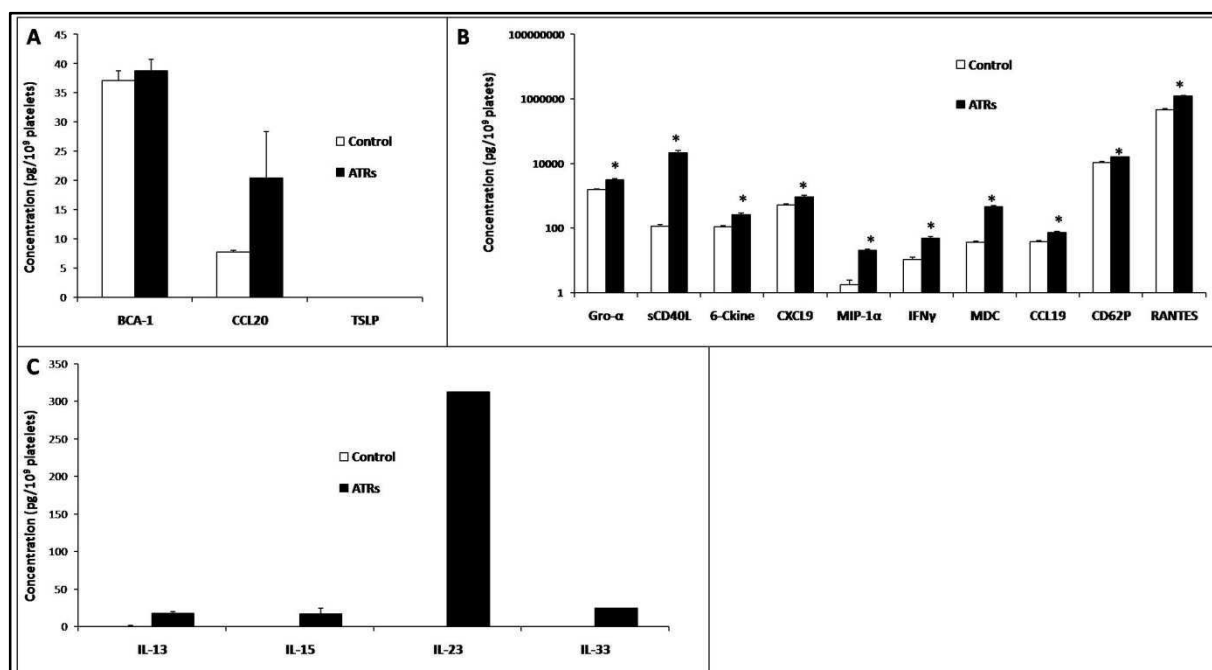 A
Concentration (pg/10⁹ platelets)
45
40
35
30
25
20
15
10
5
0
Control
ATRs
BCA-1 CCL20 TSLP
B
Concentration (pg/10⁹ platets)
100000000
1000000
10000
100
1
Control
ATRs
* * * * * * * * * *
Gro-α sCD40L 6-Ckine CXCL9 MIP-1α IFNγ MDC CCL19 CD62P RANTES
C
Concentration (pg/10⁹ platelets)
350
300
250
200
150
100
50
0
Control
ATRs
IL-13 IL-15 IL-23 IL-33